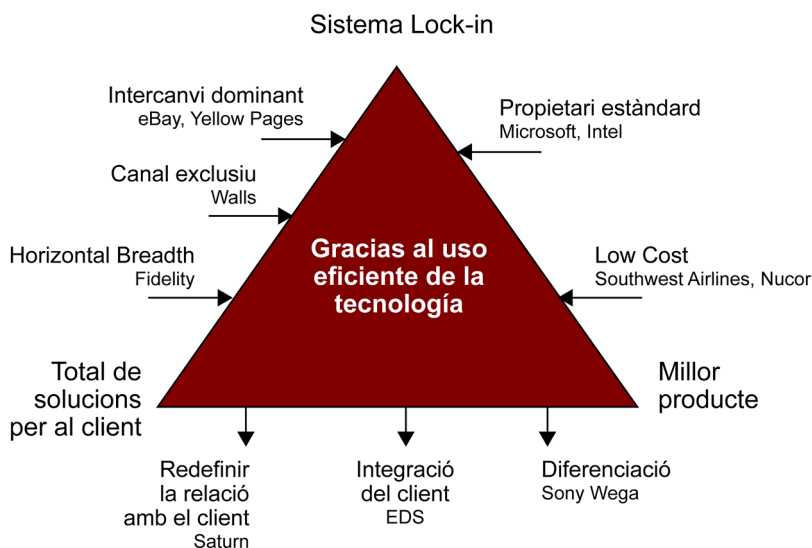 Sistema Lock-in
Intercanvi dominant
eBay, Yellow Pages
Propietari estàndard
Microsoft, Intel
Canal exclusiu
Walls
Horizontal Breadth
Fidelity
Gracias al uso
eficiente de la
tecnología
Low Cost
Southwest Airlines, Nucor
Total de
solucions
per al client
Millor
producte
Redefinir
la relació
amb el client
Saturn
Integració
del client
EDS
Diferenciació
Sony Wega